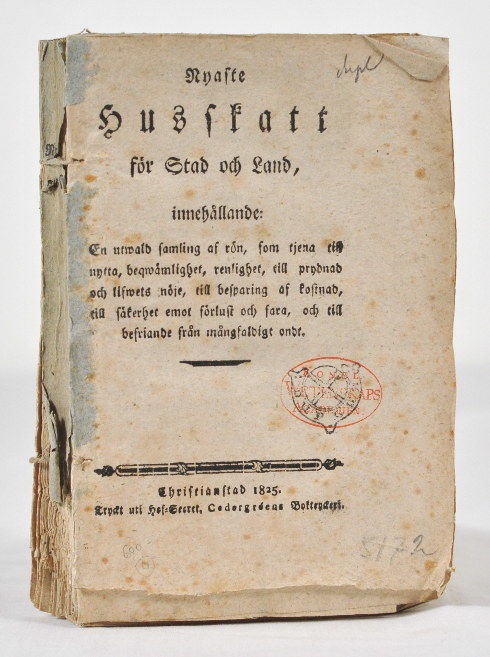 dupl
Nyaste
Husskatt
för Stad och Land,
innehållande:
En utwald samling af rön, som tjena till
nytta, beqwämlighet, renlighet, till prydnad
och lifwets nöje, till besparing af kostnad,
till säkerhet emot förlust och fara, och till
befriande från mångfaldigt ondt.
Christianstad 1825.
Tryckt uti Hof-Secret. Cedergréens Boktryckeri.
5172